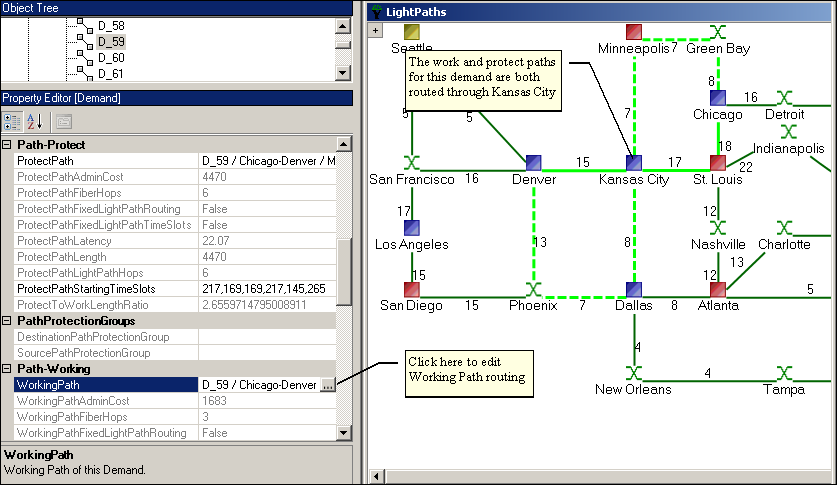 Object Tree
D_58
D_59
D_60
D_61
Property Editor [Demand]
A
Z
Path-Protect
ProtectPath D_59 / Chicago-Denver / M
ProtectPathAdminCost 4470
ProtectPathFiberHops 6
ProtectPathFixedLightPathRouting False
ProtectPathFixedLightPathTimeSlots False
ProtectPathLatency 22.07
ProtectPathLength 4470
ProtectPathLightPathHops 6
ProtectPathStartingTimeSlots 217,169,169,217,145,265
ProtectToWorkLengthRatio 2.6559714795008911
PathProtectionGroups
DestinationPathProtectionGroup
SourcePathProtectionGroup
Path-Working
WorkingPath D_59 / Chicago-Denver ...
WorkingPathAdminCost 1683
WorkingPathFiberHops 3
WorkingPathFixedLightPathRouting False
WorkingPath
Working Path of this Demand.
LightPaths
+
Seattle
Minneapolis 7 Green Bay
The work and protect paths
for this demand are both
routed through Kansas City
8
16
Chicago Detroit
5
5
7
18
Indianapolis
15
17
22
San Francisco 16 Denver Kansas City St. Louis
17
12
Los Angeles
13
8
Nashville Charlotte
13
15
12
San Diego 15 Phoenix 7 Dallas 8 Atlanta 5
4
Click here to edit
Working Path routing
4
New Orleans Tampa